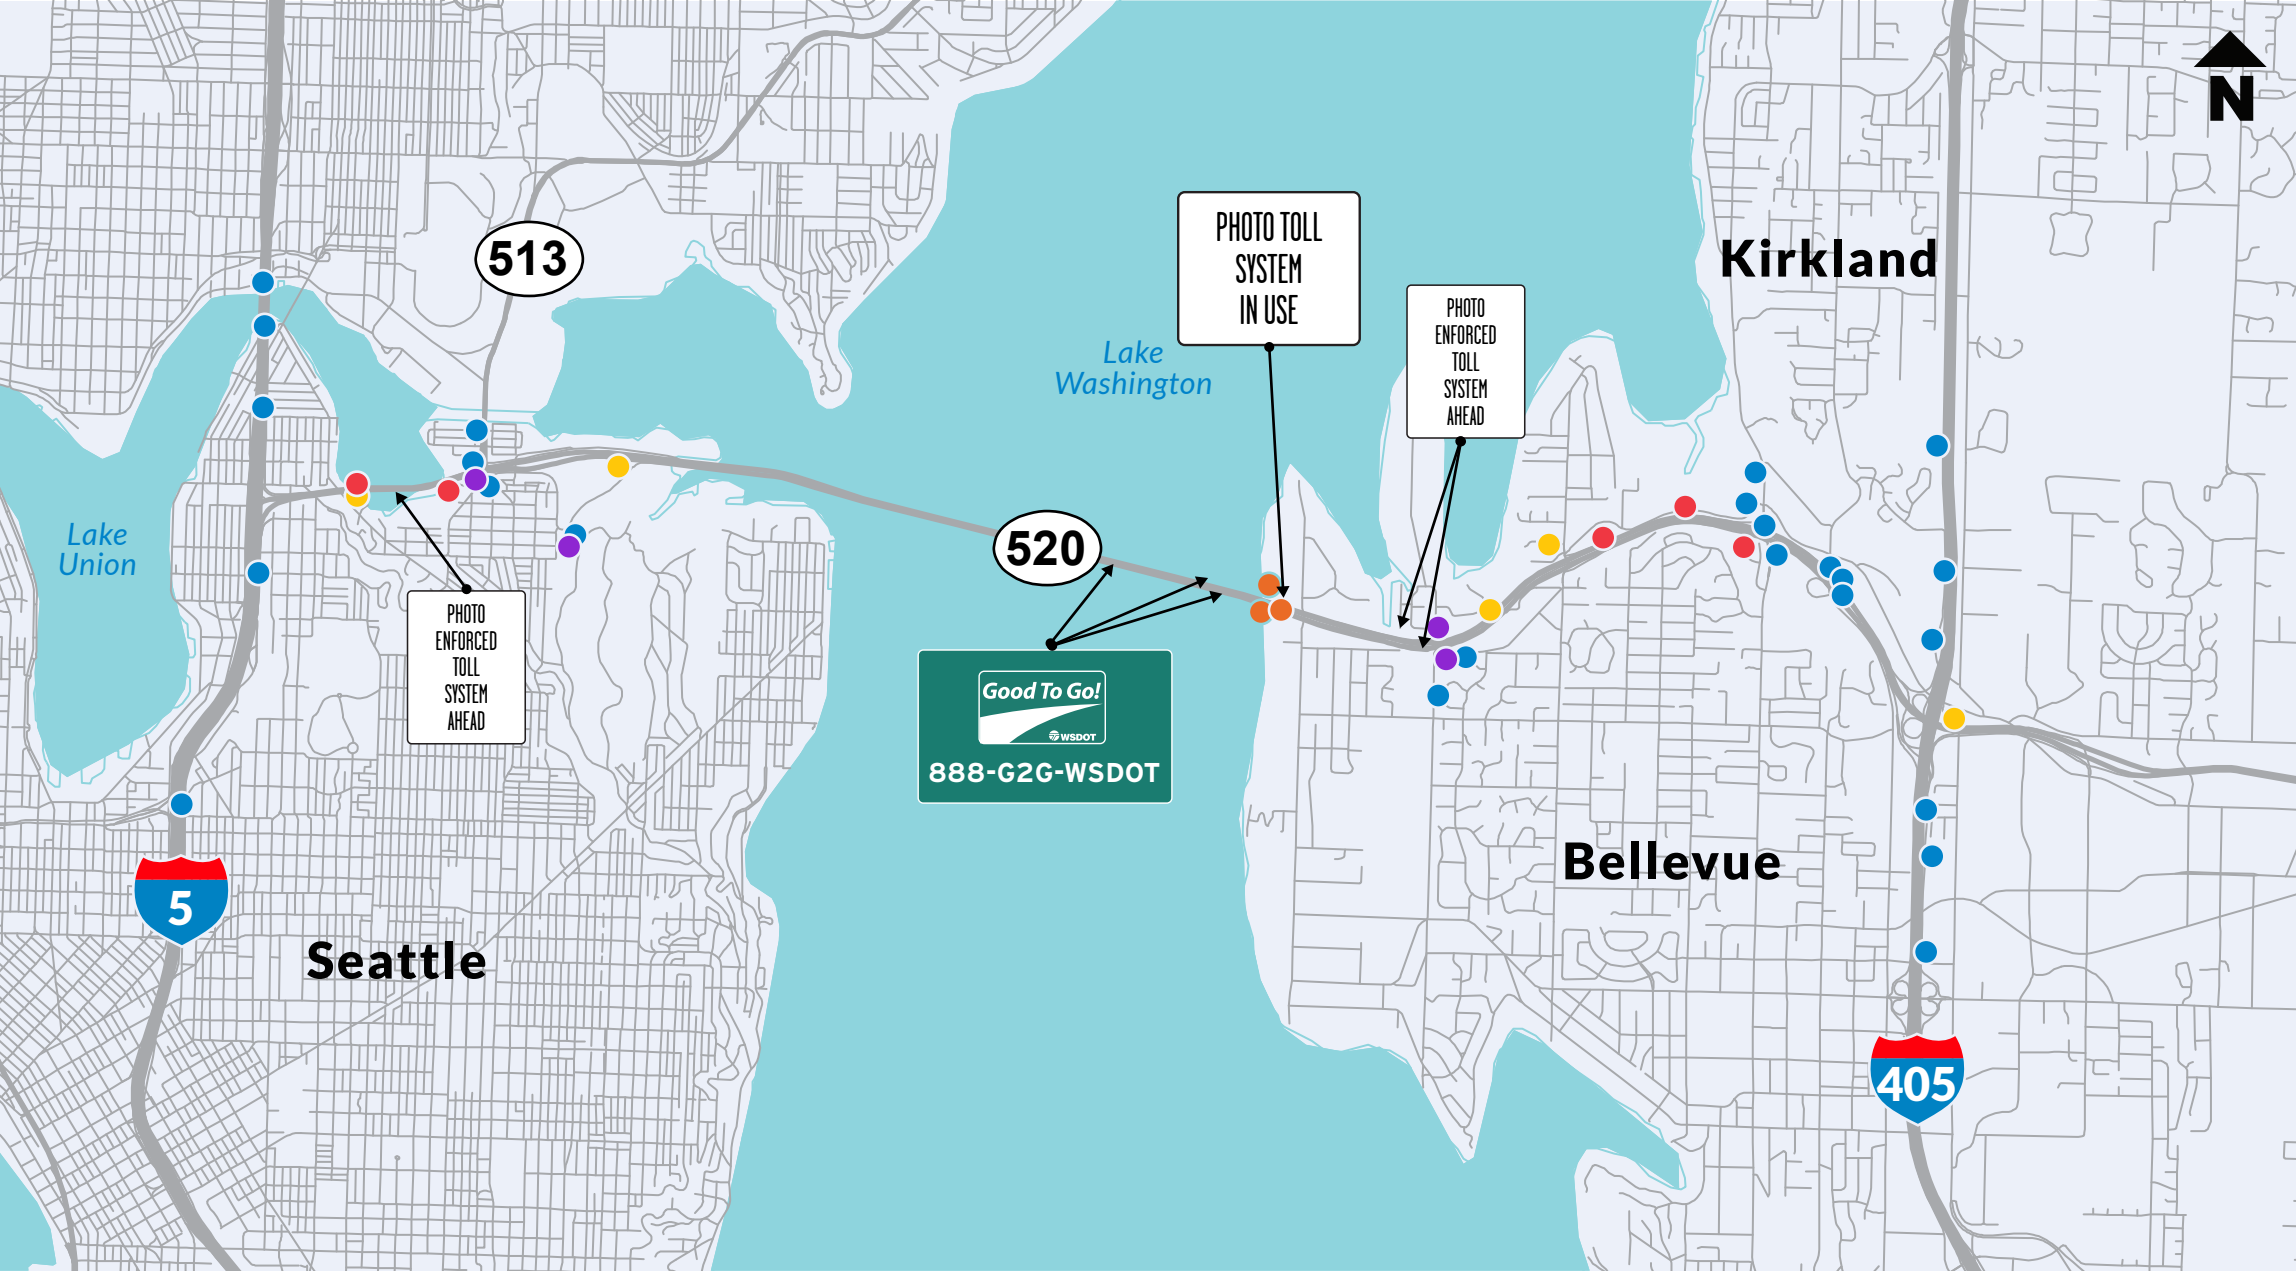 N
513
PHOTO TOLL
SYSTEM
IN USE
Kirkland
PHOTO
ENFORCED
TOLL
SYSTEM
AHEAD
Lake
Washington
Lake
Union
520
PHOTO
ENFORCED
TOLL
SYSTEM
AHEAD
Good To Go!
WSDOT
888-G2G-WSDOT
Bellevue
5
Seattle
405